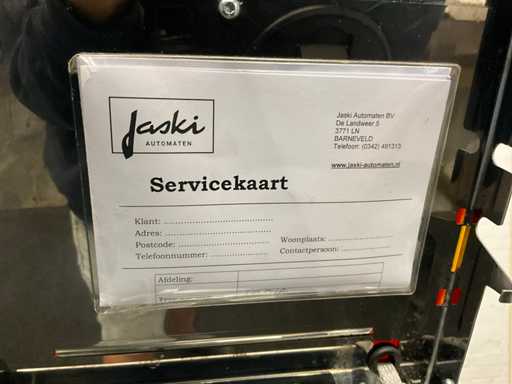 Jaski
AUTOMATEN
Jaski Automaten BV
De Landweer 5
3771 LN
BARNEVELD
Telefoon: (0342) 491313
www.jaski-automaten.nl
Servicekaart
Klant: ........................................
Adres: .......................................
Postcode: .................................. Woonplaats: ..............................
Telefoonnummer: .................... Contactpersoon: ........................
Afdeling: